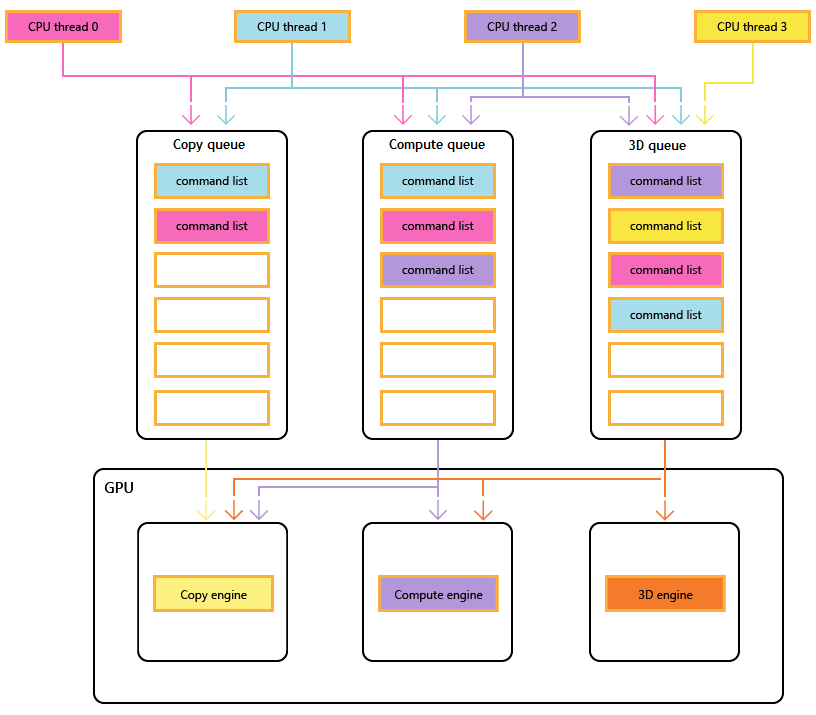 CPU thread 0
CPU thread 1
CPU thread 2
CPU thread 3
Copy queue
command list
command list
Compute queue
command list
command list
command list
3D queue
command list
command list
command list
command list
GPU
Copy engine
Compute engine
3D engine